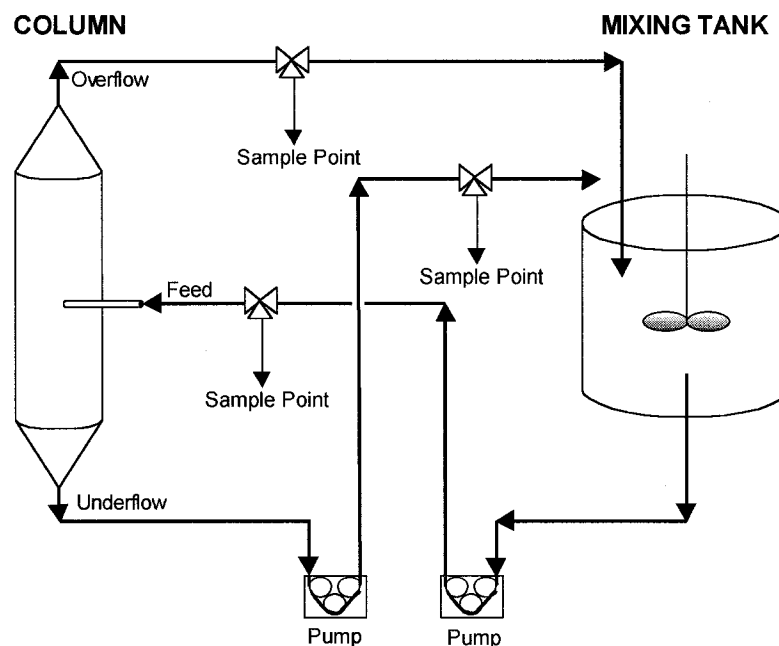 COLUMN
MIXING TANK
Overflow
Sample Point
Sample Point
Feed
Sample Point
Underflow
Pump
Pump